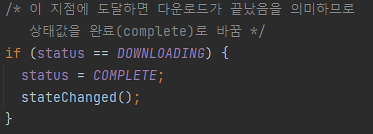 /* 이 지점에 도달하면 다운로드가 끝났음을 의미하므로
상태값을 완료(complete)로 바꿈 */
if (status == DOWNLOADING) {
status = COMPLETE;
stateChanged();
}